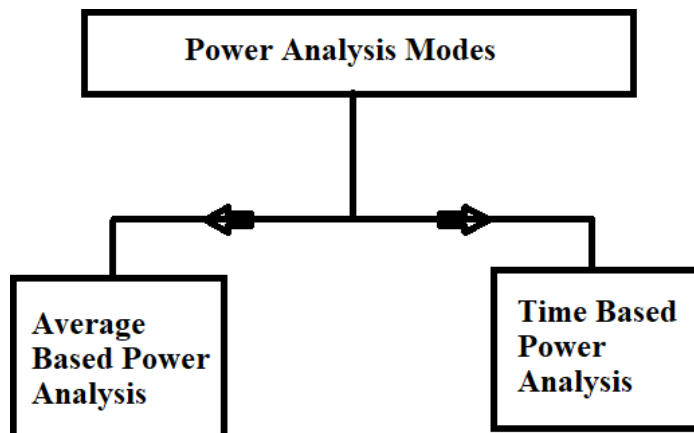 Power Analysis Modes
Average
Based Power
Analysis
Time Based
Power
Analysis